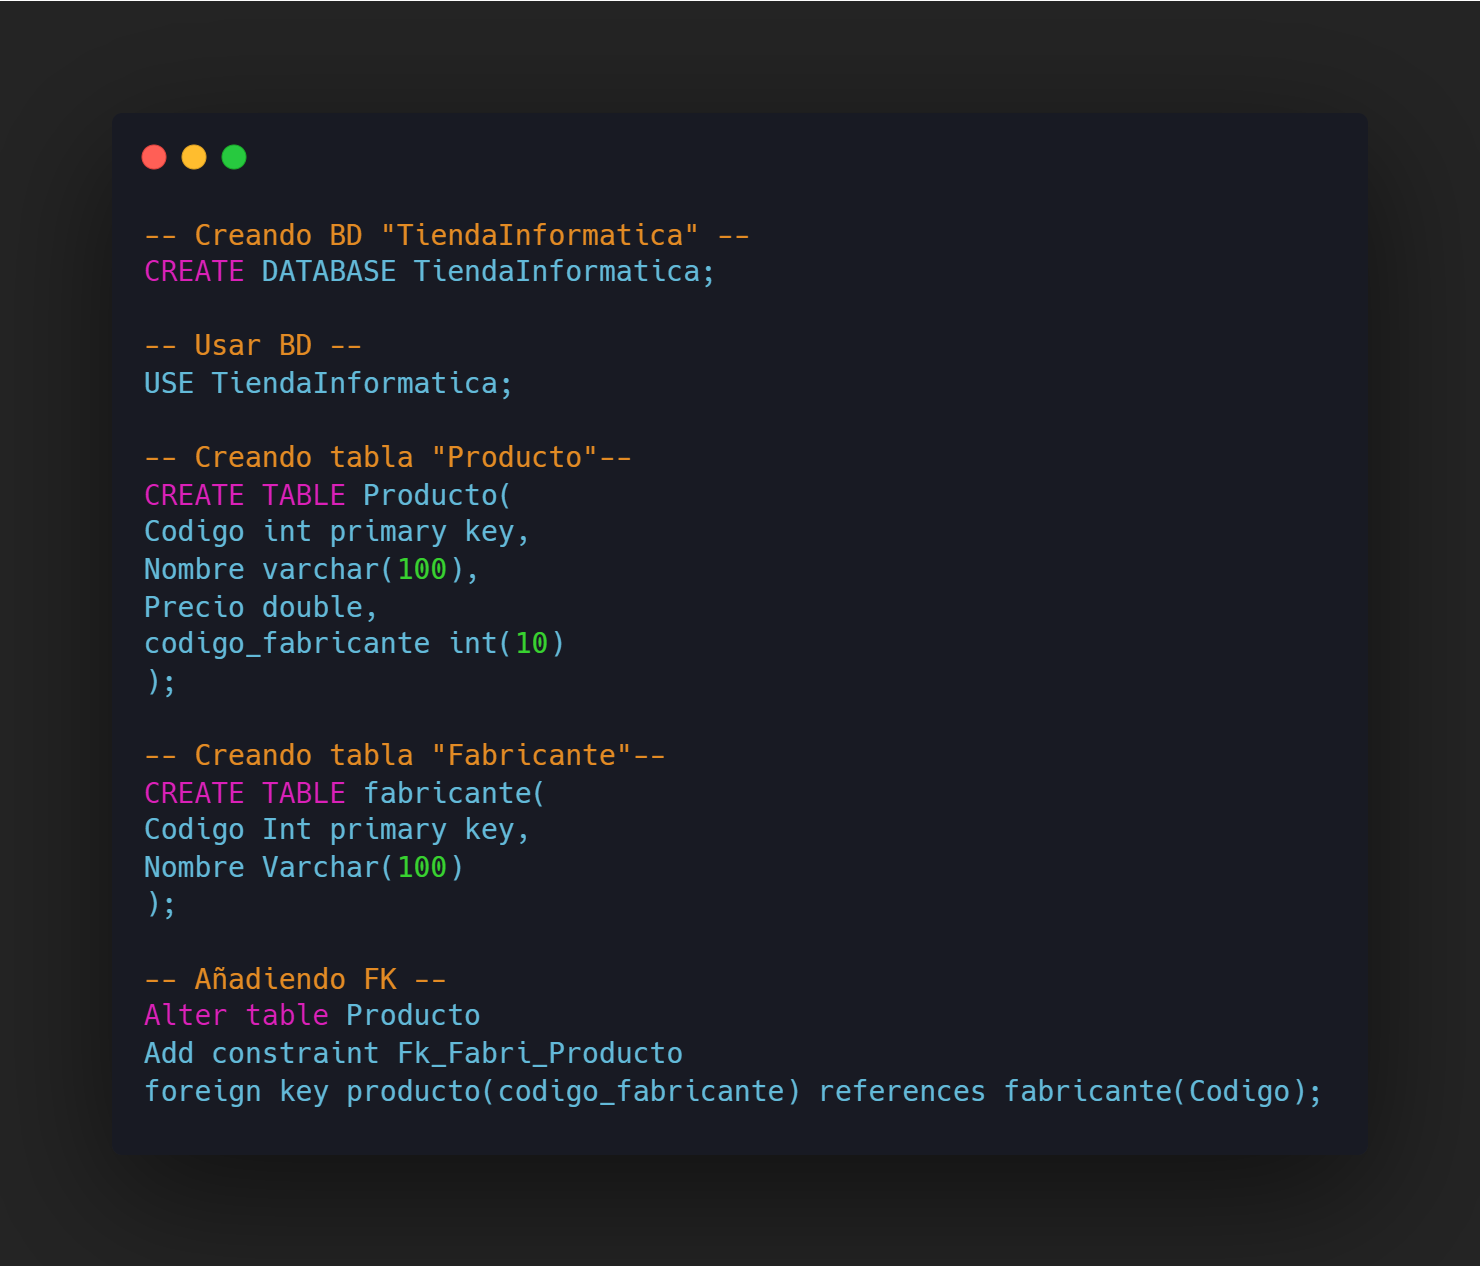 -- Creando BD "TiendaInformatica" --
CREATE DATABASE TiendaInformatica;
-- Usar BD --
USE TiendaInformatica;
-- Creando tabla "Producto"--
CREATE TABLE Producto(
Codigo int primary key,
Nombre varchar(100),
Precio double,
codigo_fabricante int(10)
);
-- Creando tabla "Fabricante"--
CREATE TABLE fabricante(
Codigo Int primary key,
Nombre Varchar(100)
);
-- Añadiendo FK --
Alter table Producto
Add constraint Fk_Fabri_Producto
foreign key producto(codigo_fabricante) references fabricante(Codigo);